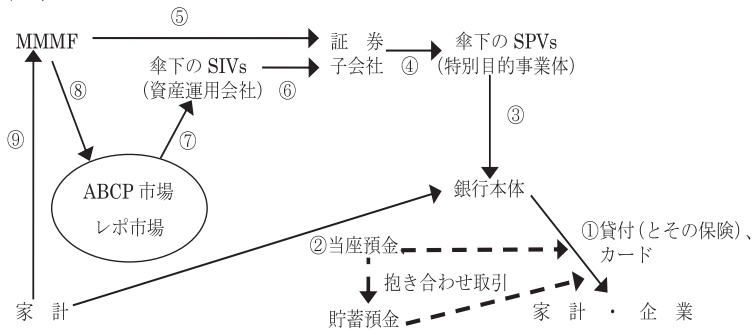 ⑤
MMMF
証 券
子会社
④
傘下の SPVs
(特別目的事業体)
傘下の SIVs
(資産運用会社)
⑥
⑧
③
⑨
⑦
ABCP 市場
レポ市場
銀行本体
①貸付(とその保険)、
カード
②当座預金
抱き合わせ取引
家 計
貯蓄預金
家 計 ・ 企 業